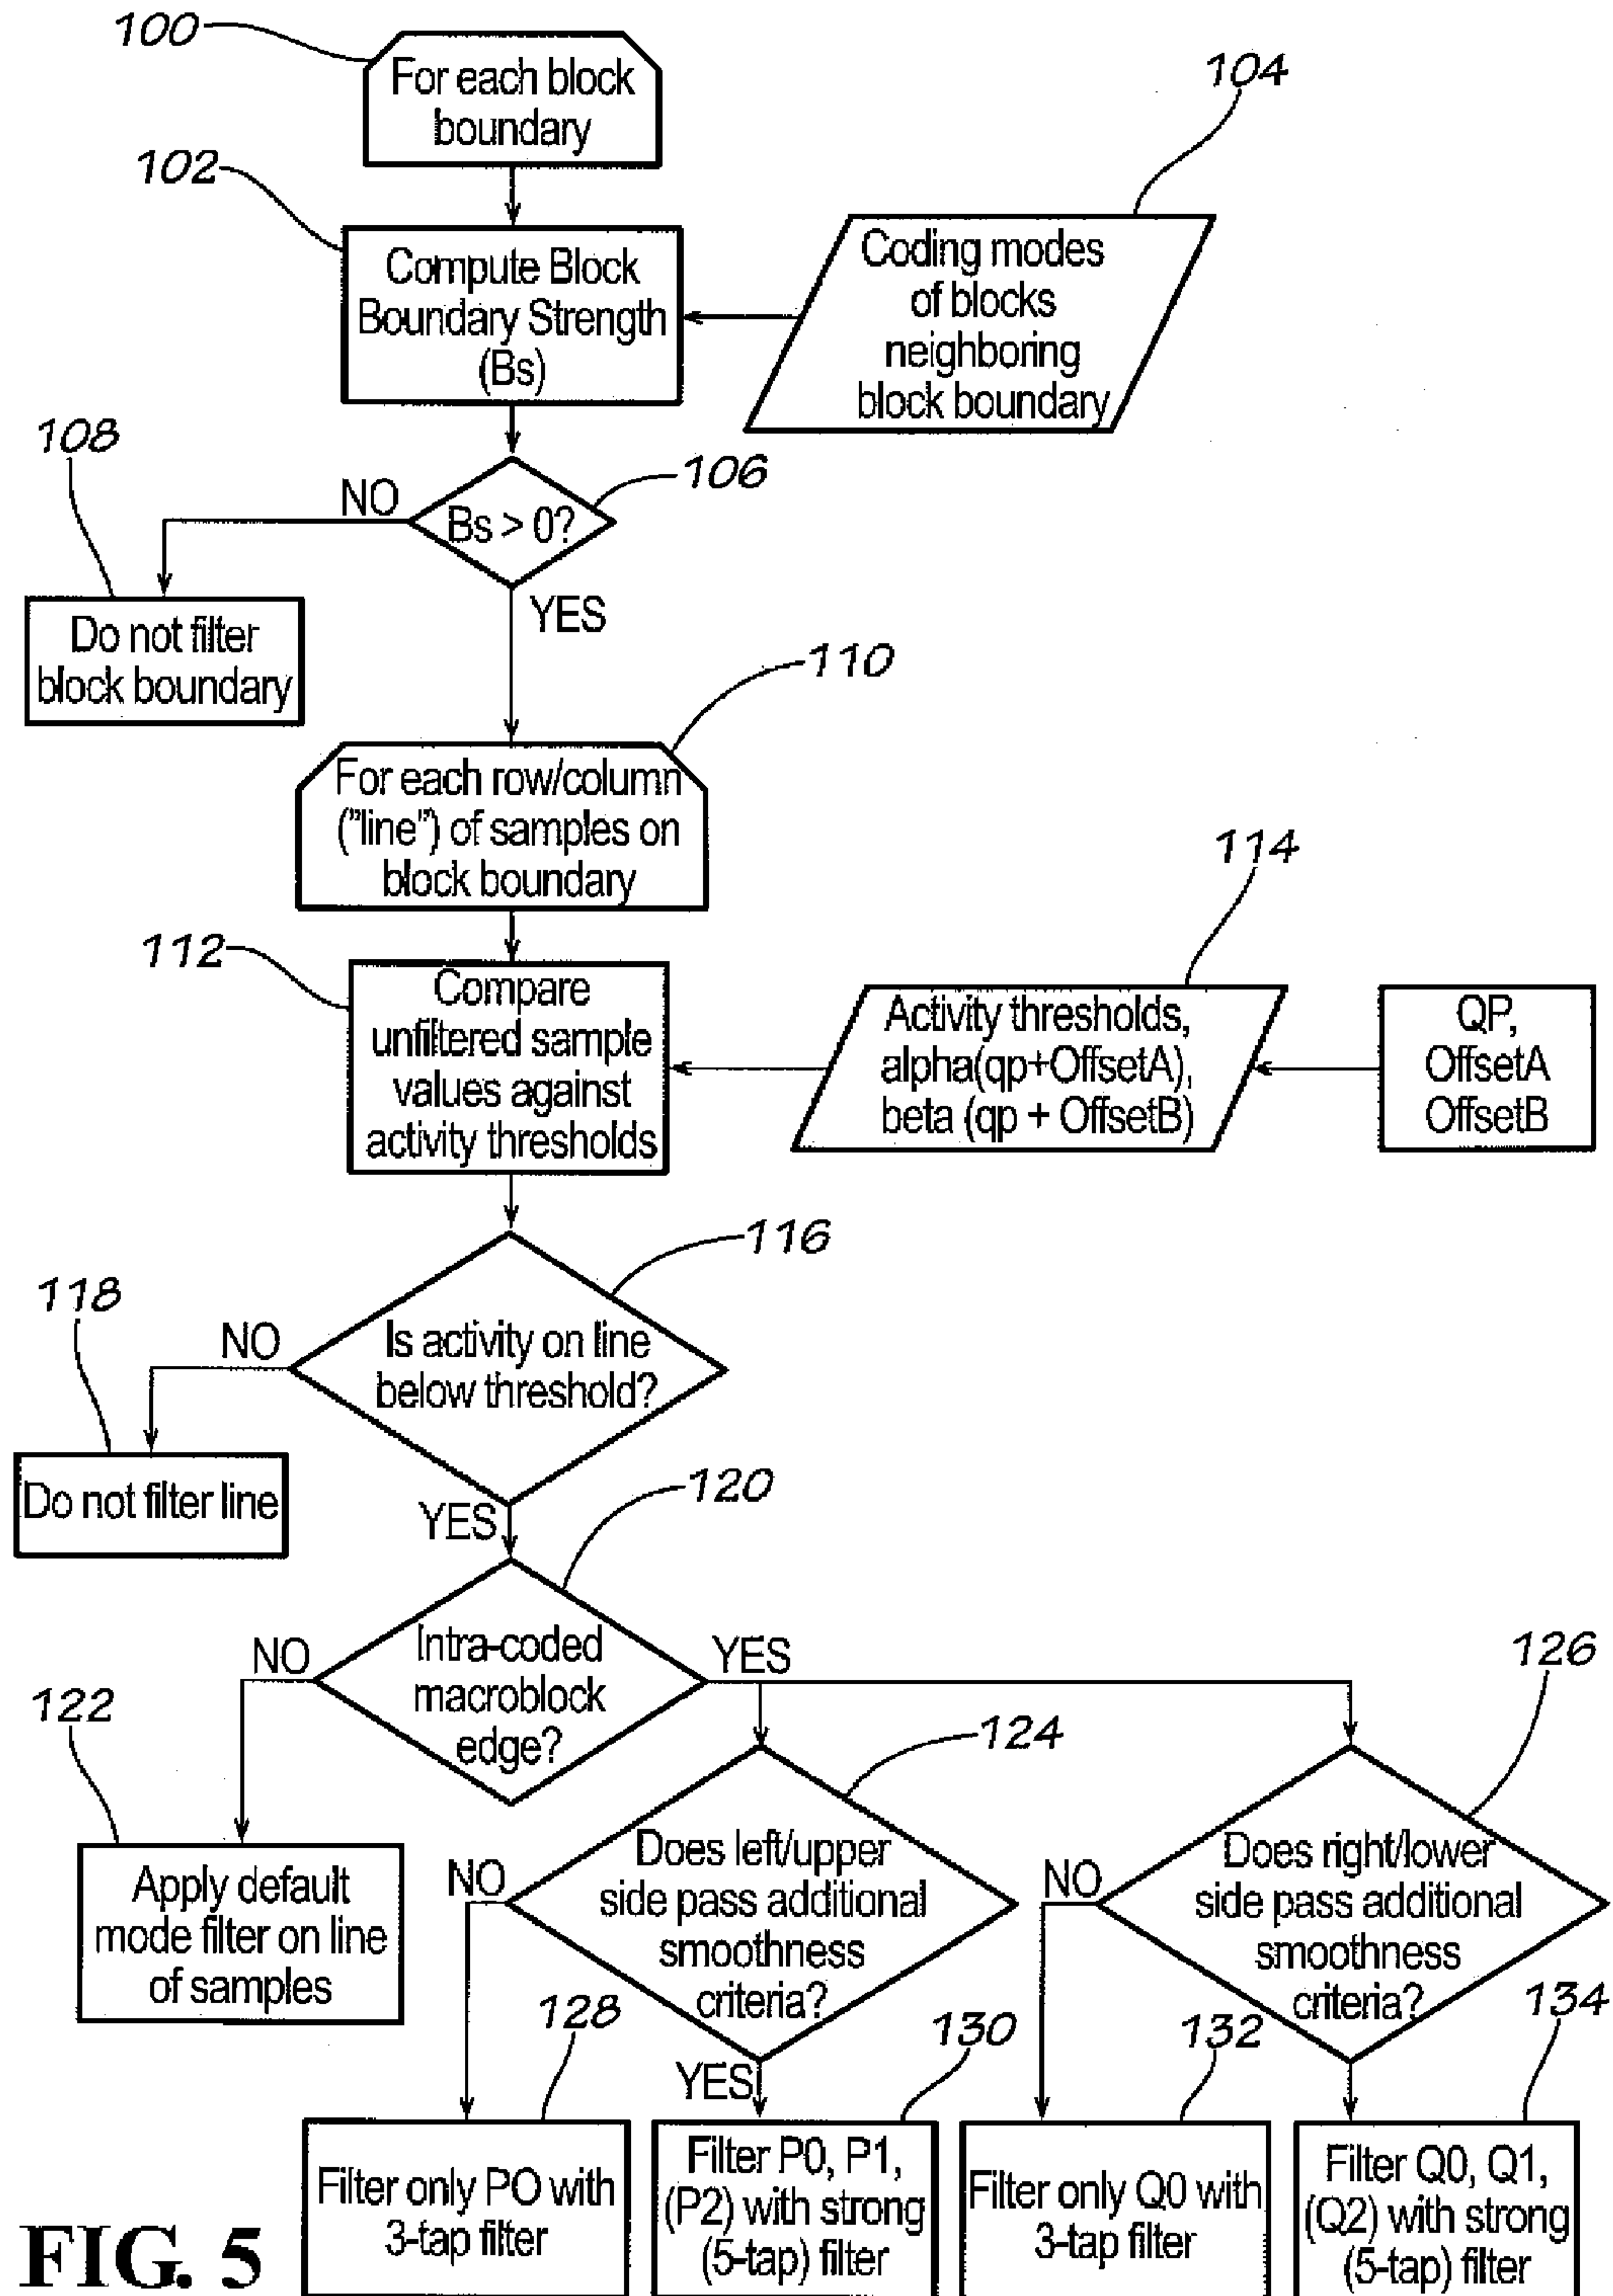 100
For each block
boundary
104
102
Compute Block
Boundary Strength
(Bs)
Coding modes
of blocks
neighboring
block boundary
108
106
NO
Bs > 0?
YES
Do not filter
block boundary
110
For each row/column
("line") of samples on
block boundary
114
112
Compare
unfiltered sample
values against
activity thresholds
Activity thresholds,
alpha(qp+OffsetA),
beta (qp + OffsetB)
QP,
OffsetA
OffsetB
116
118
NO
Is activity on line
below threshold?
Do not filter line
YES
120
NO
Intra-coded
macroblock
edge?
YES
126
122
124
Apply default
mode filter on line
of samples
NO
Does left/upper
side pass additional
smoothness
criteria?
NO
Does right/lower
side pass additional
smoothness
criteria?
128
YES
130
132
134
Filter only PO with
3-tap filter
Filter P0, P1,
(P2) with strong
(5-tap) filter
Filter only Q0 with
3-tap filter
Filter Q0, Q1,
(Q2) with strong
(5-tap) filter
FIG. 5